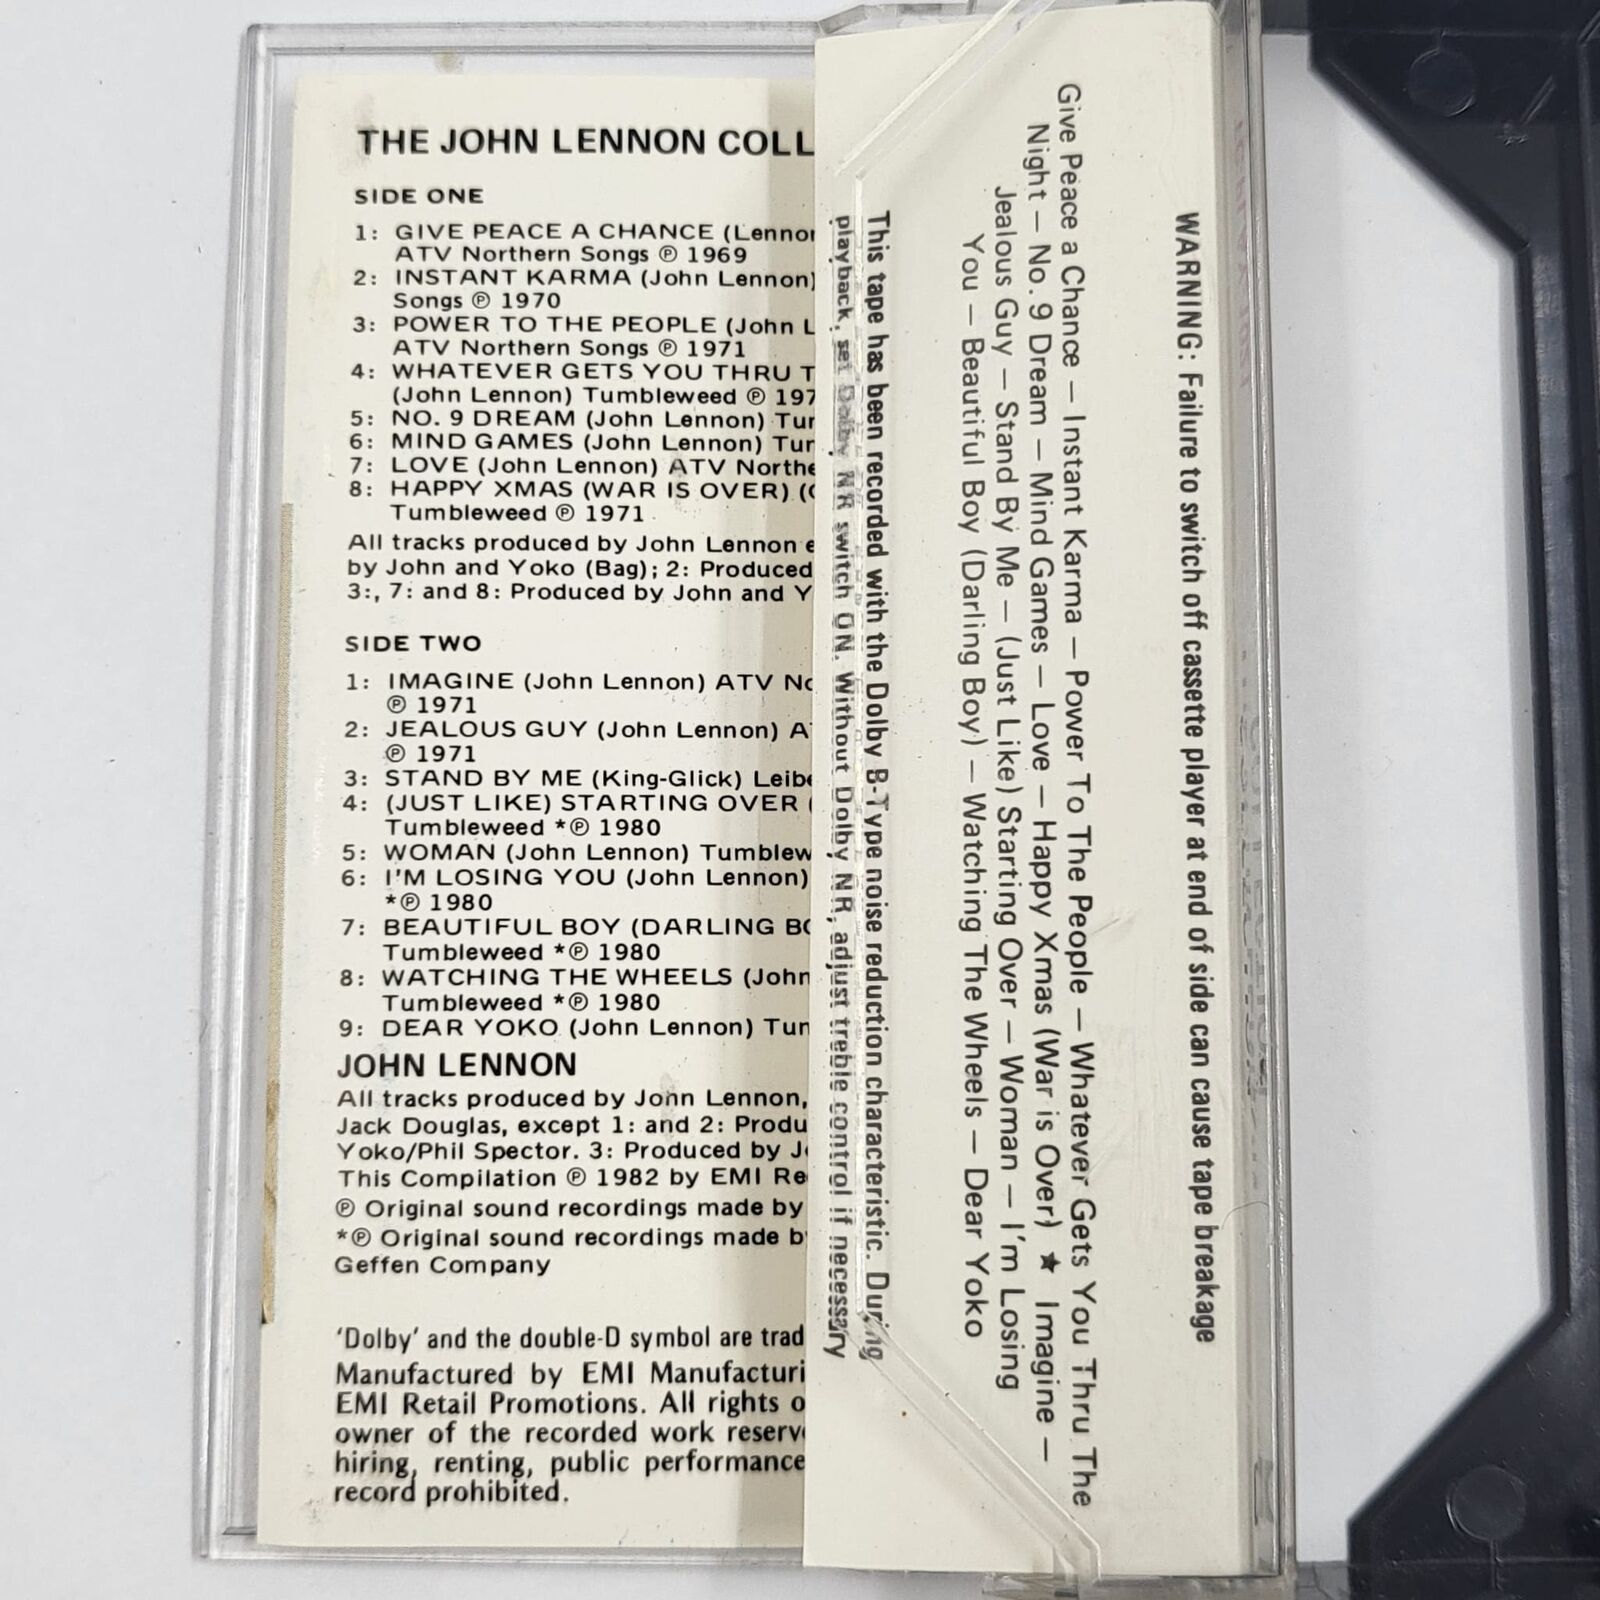 THE JOHN LENNON COLL
SIDE ONE
1: GIVE PEACE A CHANCE (Lennon
ATV Northern Songs ℗ 1969
2: INSTANT KARMA (John Lennon)
Songs ℗ 1970
3: POWER TO THE PEOPLE (John L
ATV Northern Songs ℗ 1971
4: WHATEVER GETS YOU THRU T
(John Lennon) Tumbleweed ℗ 197
5: NO. 9 DREAM (John Lennon) Tum
6: MIND GAMES (John Lennon) Tum
7: LOVE (John Lennon) ATV Northe
8: HAPPY XMAS (WAR IS OVER) (
Tumbleweed ℗ 1971
All tracks produced by John Lennon e
by John and Yoko (Bag); 2: Produced
3:, 7: and 8: Produced by John and Y
SIDE TWO
1: IMAGINE (John Lennon) ATV No
℗ 1971
2: JEALOUS GUY (John Lennon) A
℗ 1971
3: STAND BY ME (King-Glick) Leibe
4: (JUST LIKE) STARTING OVER (
Tumbleweed *℗ 1980
5: WOMAN (John Lennon) Tumblew
6: I'M LOSING YOU (John Lennon)
*℗ 1980
7: BEAUTIFUL BOY (DARLING BO
Tumbleweed *℗ 1980
8: WATCHING THE WHEELS (John
Tumbleweed *℗ 1980
9: DEAR YOKO (John Lennon) Tum
JOHN LENNON
All tracks produced by John Lennon,
Jack Douglas, except 1: and 2: Produ
Yoko/Phil Spector. 3: Produced by Jo
This Compilation ℗ 1982 by EMI Re
℗ Original sound recordings made by
*℗ Original sound recordings made b
Geffen Company
'Dolby' and the double-D symbol are trad
Manufactured by EMI Manufacturi
EMI Retail Promotions. All rights o
owner of the recorded work reserv
hiring, renting, public performance
record prohibited.
This tape has been recorded with the Dolby B-Type noise reduction characteristic. During
playback, set Dolby NR switch ON. Without Dolby NR, adjust treble control if necessary
Give Peace a Chance — Instant Karma — Power To The People — Whatever Gets You Thru The
Night — No. 9 Dream — Mind Games — Love — Happy Xmas (War is Over) ★ Imagine —
Jealous Guy — Stand By Me — (Just Like) Starting Over — Woman — I'm Losing
You — Beautiful Boy (Darling Boy) — Watching The Wheels — Dear Yoko
WARNING: Failure to switch off cassette player at end of side can cause tape breakage